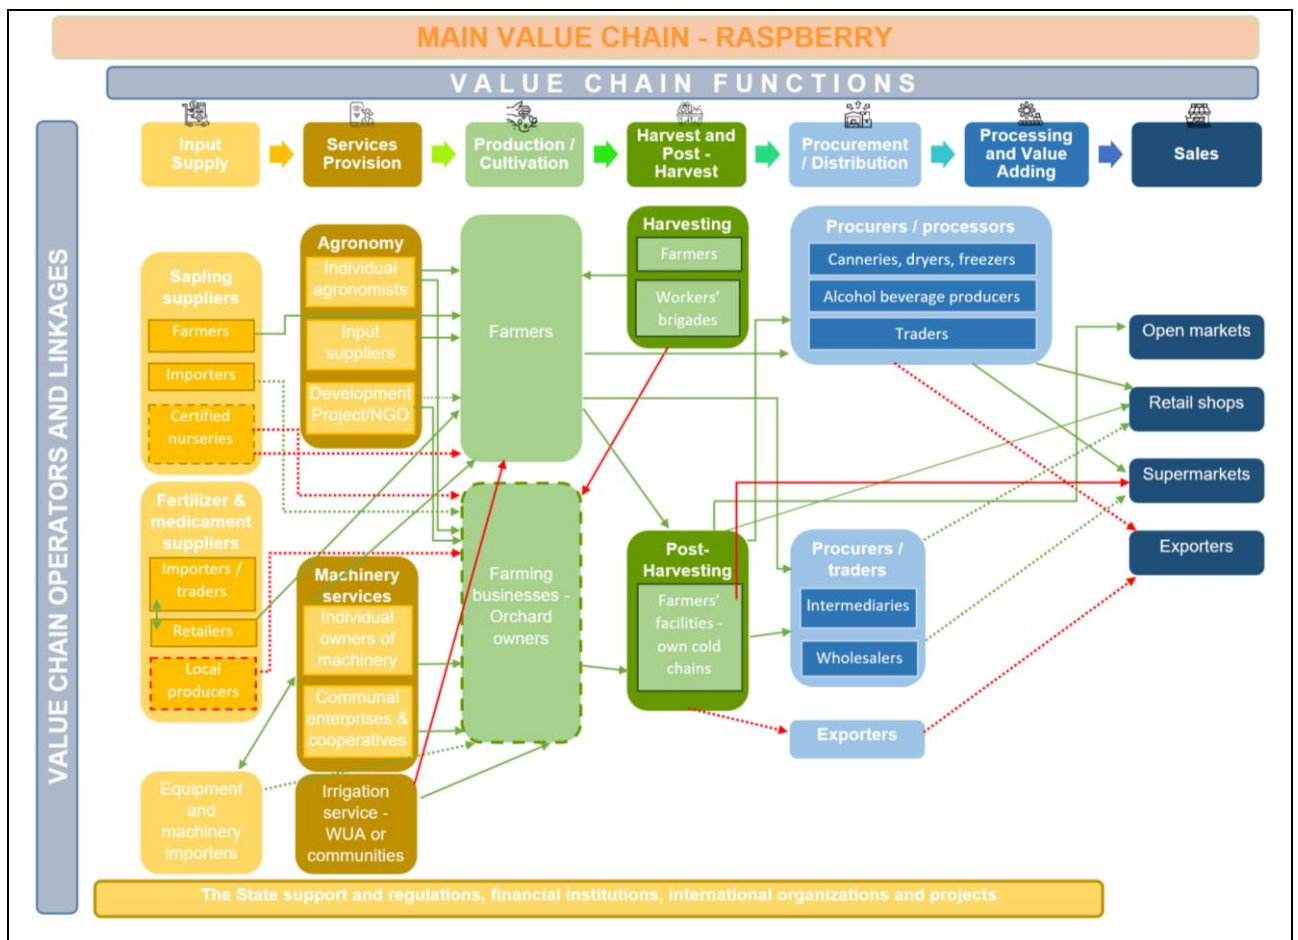 MAIN VALUE CHAIN - RASPBERRY
VALUE CHAIN FUNCTIONS
VALUE CHAIN OPERATORS AND LINKAGES
Input
Supply
Services
Provision
Production /
Cultivation
Harvest and
Post -
Harvest
Procurement
/ Distribution
Processing
and Value
Adding
Sales
Sapling
suppliers
Farmers
Importers
Certified
nurseries
Fertilizer &
medicament
suppliers
Importers /
traders
Retailers
Local
producers
Equipment
and
machinery
importers
Agronomy
Individual
agronomists
Input
suppliers
Development
Project/NGO
Machinery
services
Individual
owners of
machinery
Communal
enterprises &
cooperatives
Irrigation
service -
WUA or
communities
Farmers
Farming
businesses -
Orchard
owners
Harvesting
Farmers
Workers'
brigades
Post-
Harvesting
Farmers'
facilities -
own cold
chains
Procurers / processors
Canneries, dryers, freezers
Alcohol beverage producers
Traders
Procurers /
traders
Intermediaries
Wholesalers
Exporters
Open markets
Retail shops
Supermarkets
Exporters
The State support and regulations, financial institutions, international organizations and projects